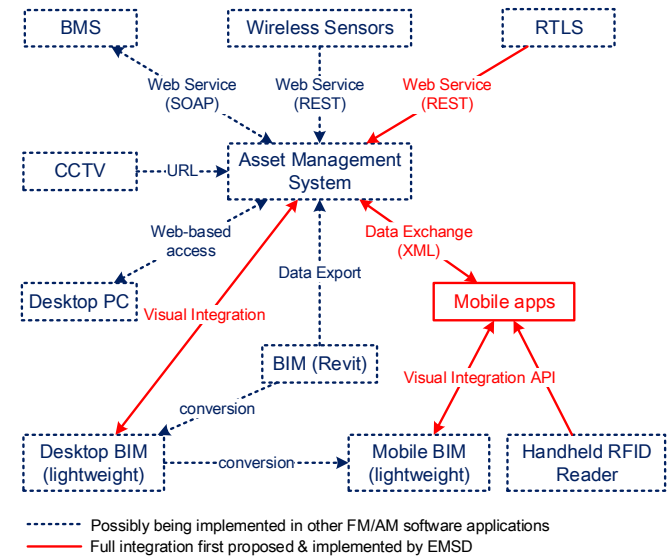 BMS
Wireless Sensors
RTLS
Web Service
(SOAP)
Web Service
(REST)
Web Service
(REST)
CCTV
URL
Asset Management
System
Web-based
access
Data Exchange
(XML)
Data Export
Desktop PC
Visual Integration
Mobile apps
BIM (Revit)
Visual Integration API
conversion
Desktop BIM
(lightweight)
conversion
Mobile BIM
(lightweight)
Handheld RFID
Reader
Possibly being implemented in other FM/AM software applications
Full integration first proposed & implemented by EMSD